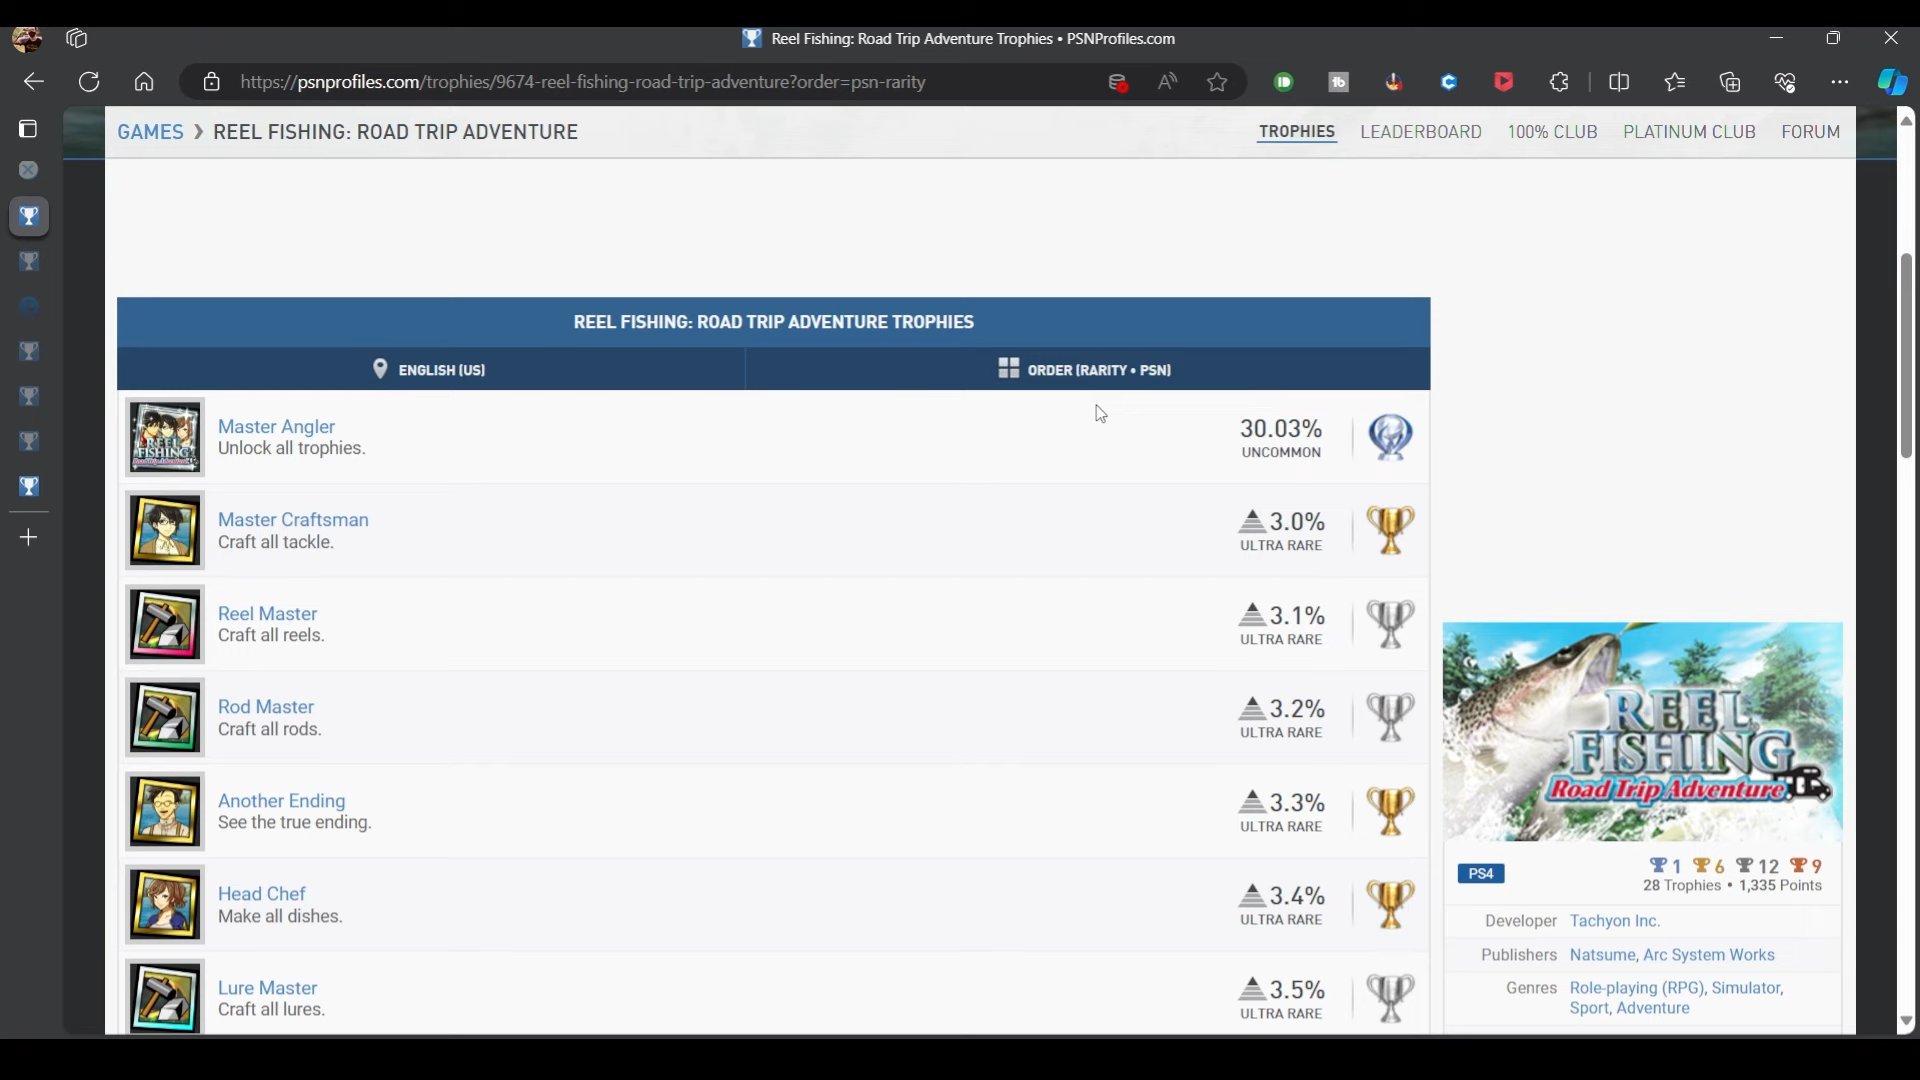 Reel Fishing: Road Trip Adventure Trophies • PSNProfiles.com
https://psnprofiles.com/trophies/9674-reel-fishing-road-trip-adventure?order=psn-rarity
GAMES › REEL FISHING: ROAD TRIP ADVENTURE
TROPHIES LEADERBOARD 100% CLUB PLATINUM CLUB FORUM
REEL FISHING: ROAD TRIP ADVENTURE TROPHIES
ENGLISH (US) ORDER (RARITY • PSN)
Master Angler
Unlock all trophies.
30.03%
UNCOMMON
Master Craftsman
Craft all tackle.
3.0%
ULTRA RARE
Reel Master
Craft all reels.
3.1%
ULTRA RARE
Rod Master
Craft all rods.
3.2%
ULTRA RARE
Another Ending
See the true ending.
3.3%
ULTRA RARE
Head Chef
Make all dishes.
3.4%
ULTRA RARE
Lure Master
Craft all lures.
3.5%
ULTRA RARE
REEL
FISHING
Road Trip Adventure
PS4
1 6 12 9
28 Trophies • 1,335 Points
Developer Tachyon Inc.
Publishers Natsume, Arc System Works
Genres Role-playing (RPG), Simulator,
Sport, Adventure